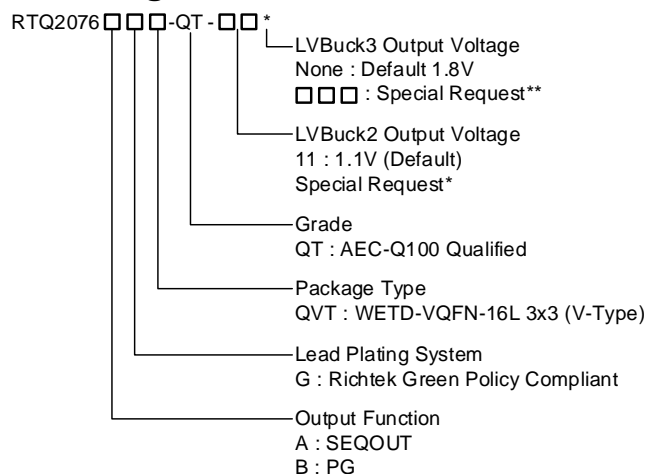 RTQ2076□□□-QT-□□*
LVBuck3 Output Voltage
None : Default 1.8V
□□□ : Special Request**
LVBuck2 Output Voltage
11 : 1.1V (Default)
Special Request*
Grade
QT : AEC-Q100 Qualified
Package Type
QVT : WETD-VQFN-16L 3x3 (V-Type)
Lead Plating System
G : Richtek Green Policy Compliant
Output Function
A : SEQOUT
B : PG